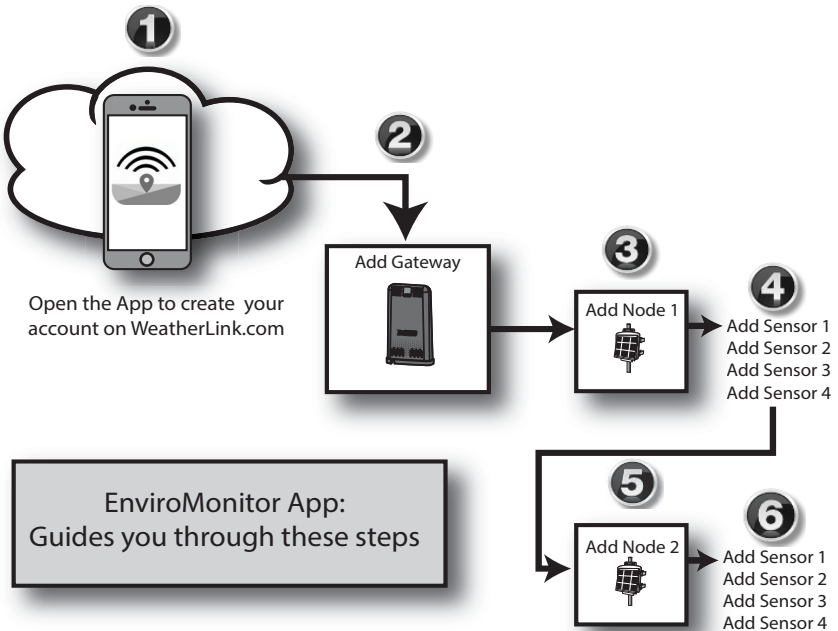 1
Open the App to create your
account on WeatherLink.com
2
Add Gateway
3
Add Node 1
4
Add Sensor 1
Add Sensor 2
Add Sensor 3
Add Sensor 4
EnviroMonitor App:
Guides you through these steps
5
Add Node 2
6
Add Sensor 1
Add Sensor 2
Add Sensor 3
Add Sensor 4